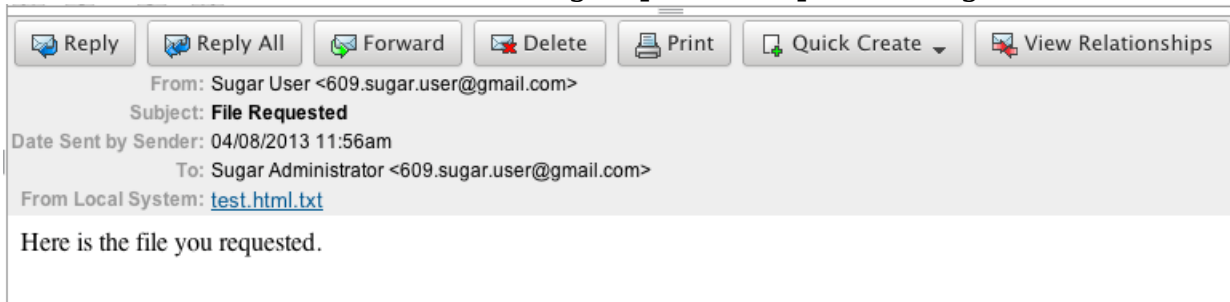 Reply Reply All Forward Delete Print Quick Create View Relationships
From: Sugar User <609.sugar.user@gmail.com>
Subject: File Requested
Date Sent by Sender: 04/08/2013 11:56am
To: Sugar Administrator <609.sugar.user@gmail.com>
From Local System: test.html.txt
Here is the file you requested.